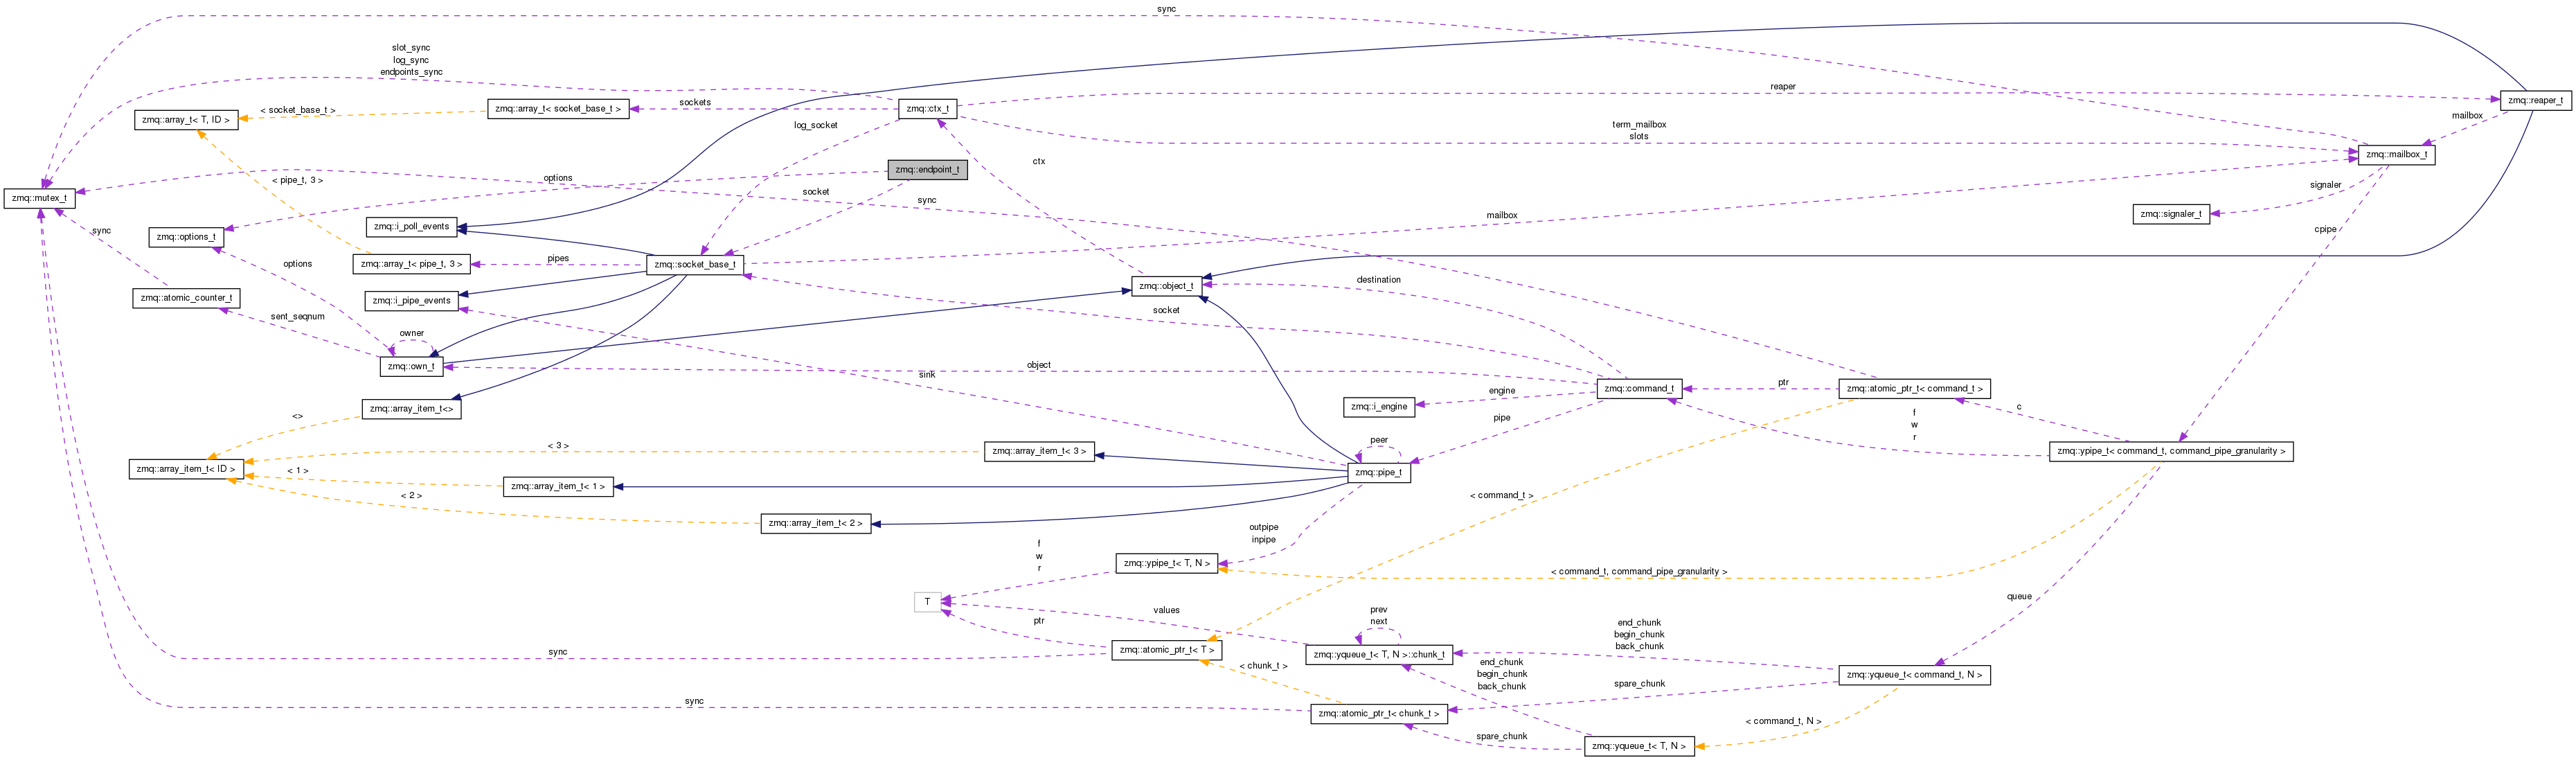 sync
slot_sync
log_sync
endpoints_sync
reaper
zmq::reaper_t
< socket_base_t >
zmq::array_t< socket_base_t >
sockets
zmq::ctx_t
zmq::array_t< T, ID >
log_socket
term_mailbox
slots
mailbox
zmq::mailbox_t
ctx
zmq::endpoint_t
< pipe_t, 3 >
options
socket
signaler
zmq::mutex_t
sync
mailbox
zmq::signaler_t
zmq::i_poll_events
sync
zmq::options_t
cpipe
options
zmq::array_t< pipe_t, 3 >
pipes
zmq::socket_base_t
destination
zmq::object_t
zmq::atomic_counter_t
zmq::i_pipe_events
sent_seqnum
socket
owner
zmq::own_t
object
sink
zmq::command_t
ptr
zmq::atomic_ptr_t< command_t >
engine
zmq::i_engine
zmq::array_item_t<>
<>
pipe
c
f
w
r
peer
< 3 >
zmq::array_item_t< 3 >
zmq::ypipe_t< command_t, command_pipe_granularity >
zmq::array_item_t< ID >
< 1 >
zmq::pipe_t
zmq::array_item_t< 1 >
< 2 >
< command_t >
zmq::array_item_t< 2 >
outpipe
inpipe
f
w
r
zmq::ypipe_t< T, N >
< command_t, command_pipe_granularity >
T
values
queue
ptr
prev
next
end_chunk
begin_chunk
back_chunk
sync
zmq::atomic_ptr_t< T >
zmq::yqueue_t< T, N >::chunk_t
< chunk_t >
end_chunk
begin_chunk
back_chunk
zmq::yqueue_t< command_t, N >
spare_chunk
sync
zmq::atomic_ptr_t< chunk_t >
< command_t, N >
spare_chunk
zmq::yqueue_t< T, N >